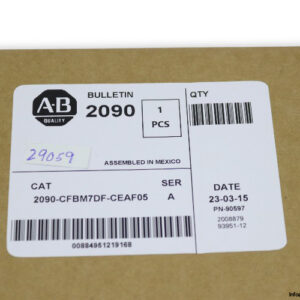 A-B
QUALITY
BULLETIN
2090
1
PCS
QTY
29059
ASSEMBLED IN MEXICO
CAT
SER
2090-CFBM7DF-CEAF05
A
DATE
23-03-15
PN-90597
2008879
93951-12
00884951219168